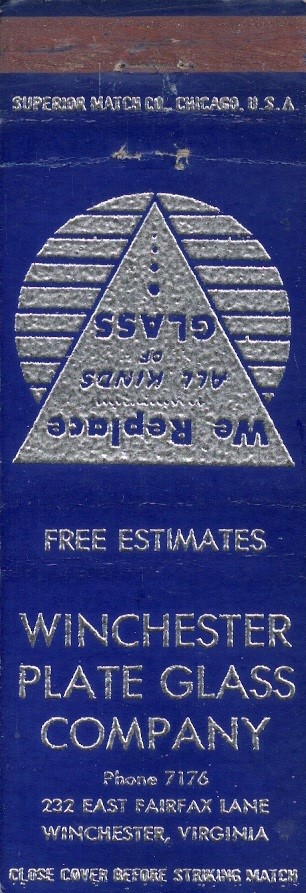 SUPERIOR MATCH CO., CHICAGO, U.S.A.
We Replace
ALL KINDS
OF
GLASS
FREE ESTIMATES
WINCHESTER
PLATE GLASS
COMPANY
Phone 7176
232 EAST FAIRFAX LANE
WINCHESTER, VIRGINIA
CLOSE COVER BEFORE STRIKING MATCH